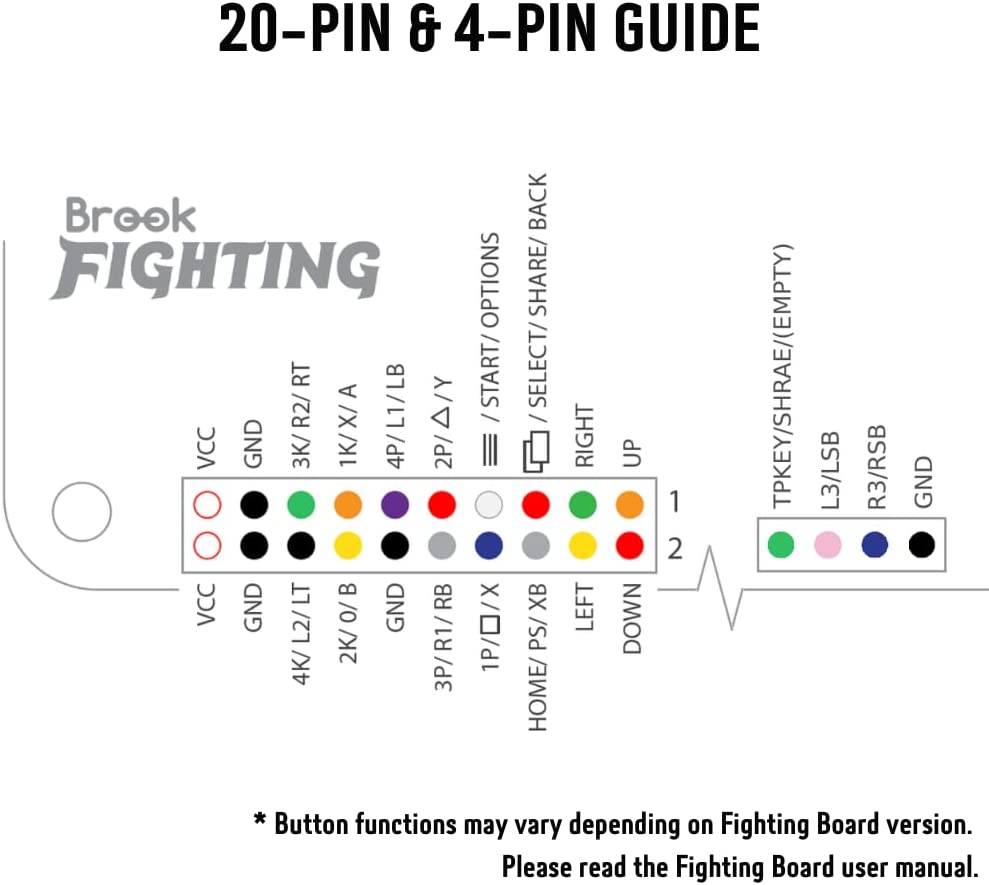 20-PIN & 4-PIN GUIDE
Brook
FIGHTING
VCC
GND
3K/ R2/ RT
1K/ X/ A
4P/ L1/ LB
2P/ △/ Y
/ START/ OPTIONS
/ SELECT/ SHARE/ BACK
RIGHT
UP
1
2
VCC
GND
4K/ L2/ LT
2K/ 0/ B
GND
3P/ R1/ RB
1P/ □/ X
HOME/ PS/ XB
LEFT
DOWN
TPKEY/SHRAE/(EMPTY)
L3/LSB
R3/RSB
GND
* Button functions may vary depending on Fighting Board version.
Please read the Fighting Board user manual.